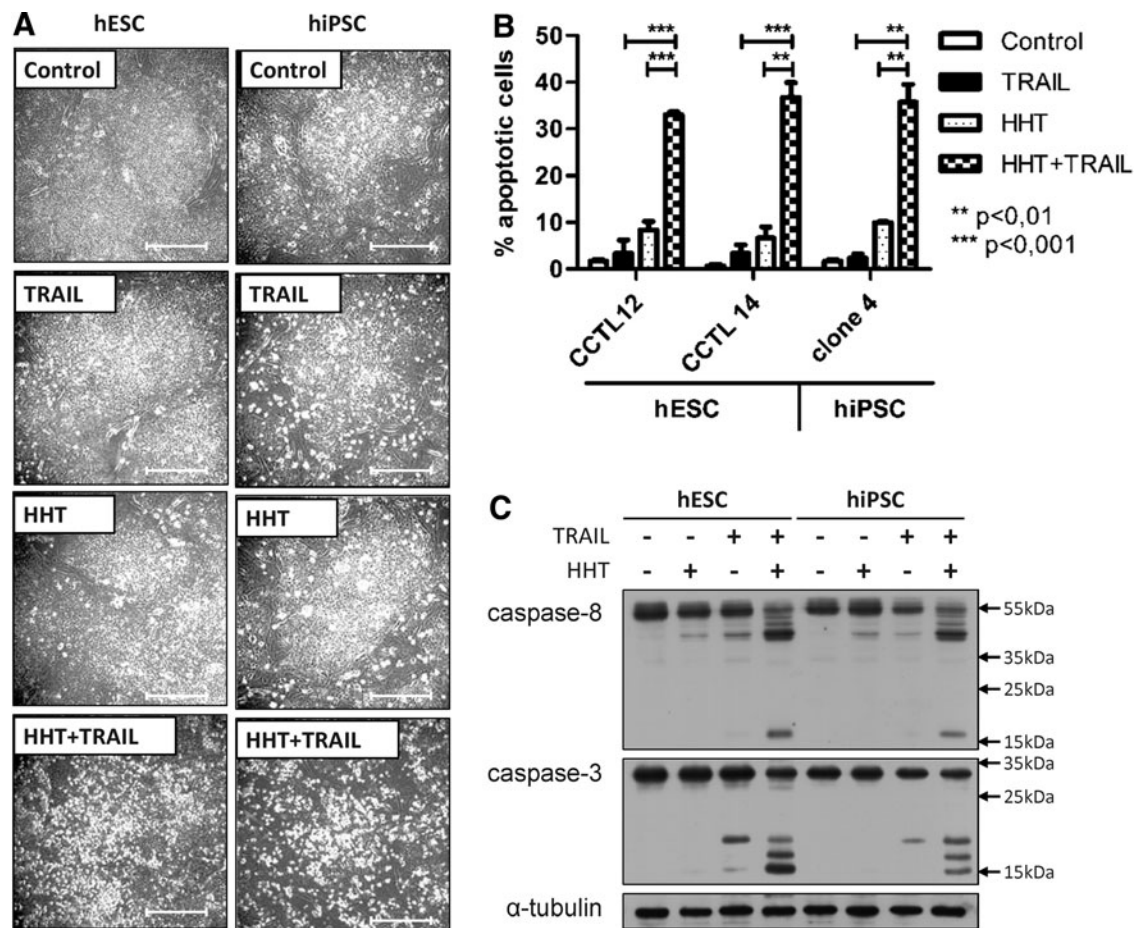 A
hESC hiPSC
Control Control
TRAIL TRAIL
HHT HHT
HHT+TRAIL HHT+TRAIL
B
% apoptotic cells
50
40
30
20
10
0
*** *** **
*** ** **
CCTL12 CCTL 14 clone 4
hESC hiPSC
Control
TRAIL
HHT
HHT+TRAIL
** p<0,01
*** p<0,001
C
hESC hiPSC
TRAIL - - + + - - + +
HHT - + - + - + - +
caspase-8 55kDa
35kDa
25kDa
15kDa
caspase-3 35kDa
25kDa
15kDa
α-tubulin